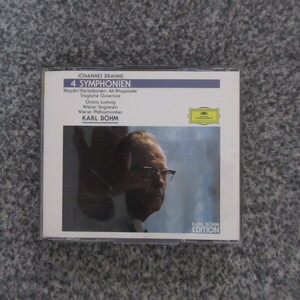 JOHANNES BRAHMS
4 SYMPHONIEN
Haydn-Variationen · Alt-Rhapsodie
Tragische Ouvertüre
Christa Ludwig
Wiener Singverein
Wiener Philharmoniker
KARL BÖHM
KARL BÖHM
EDITION